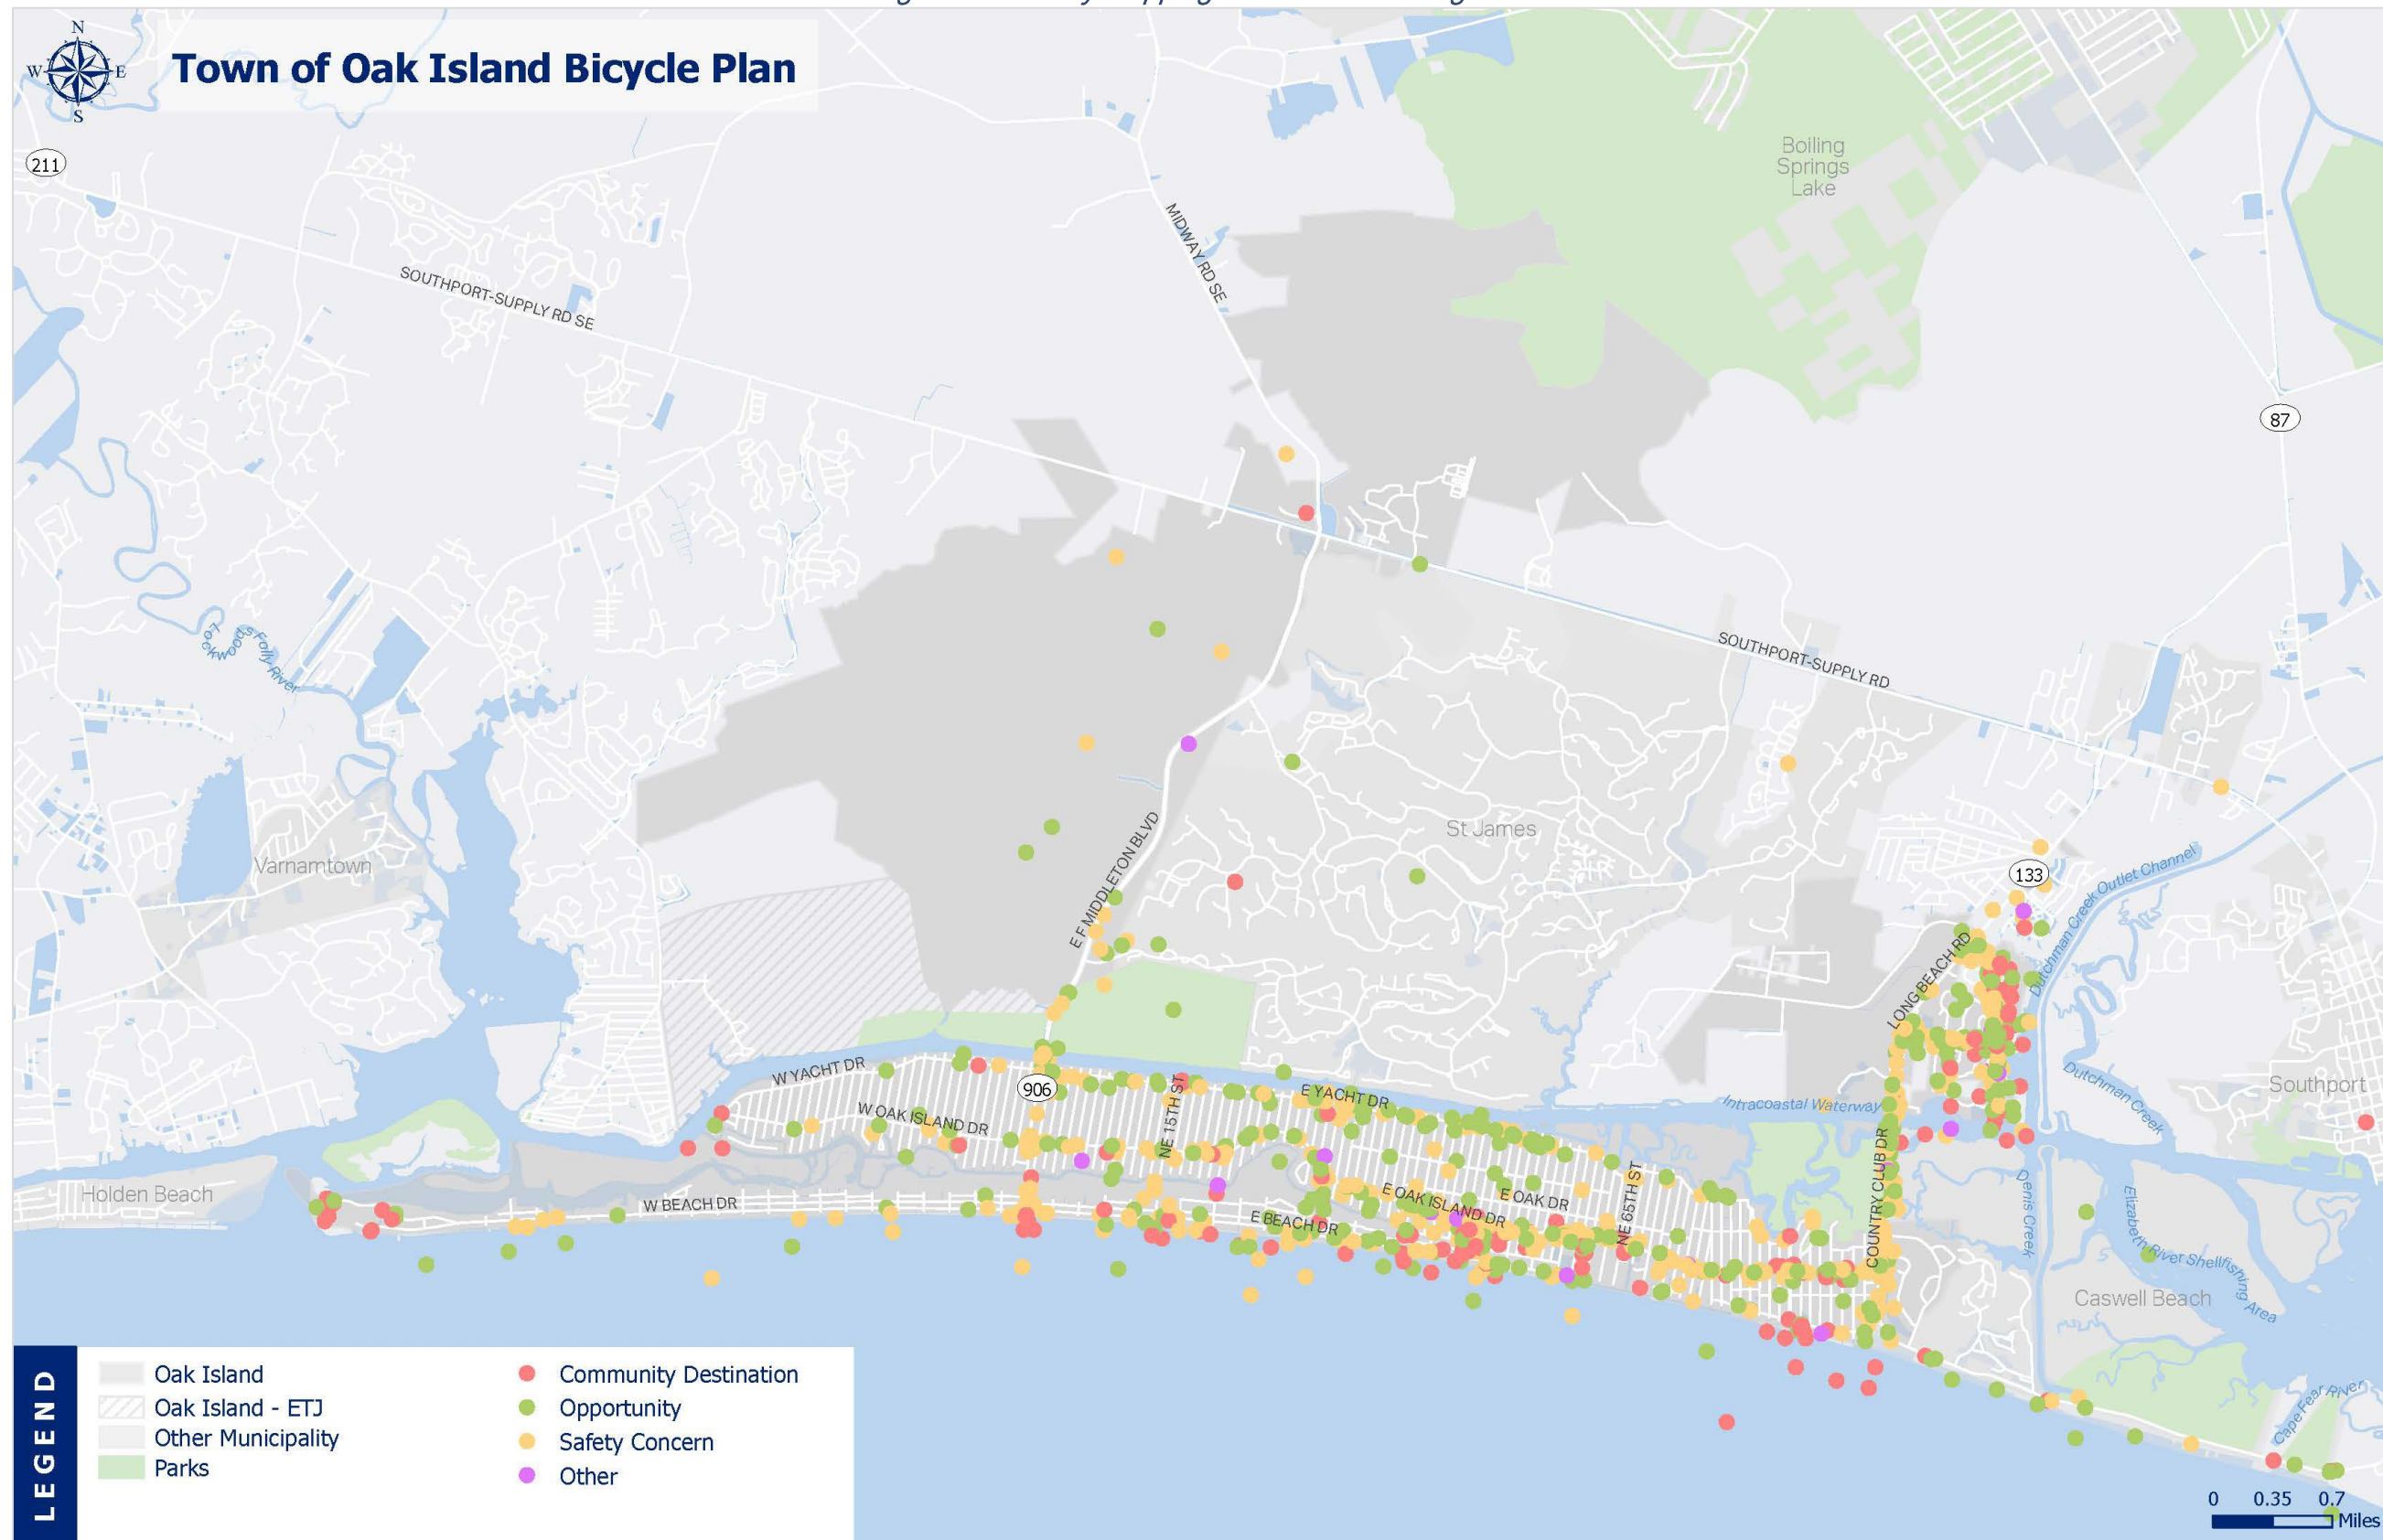 Town of Oak Island Bicycle Plan
N
W
E
S
211
Boiling
Springs
Lake
MIDWAY RD SE
SOUTHPORT-SUPPLY RD SE
87
Lockwoods Folly River
SOUTHPORT-SUPPLY RD
St James
Varnamtown
E F MIDDLETON BLVD
133
Dutchman Creek Outlet Channel
LONG BEACH RD
W YACHT DR
906
NE 15TH ST
E YACHT DR
Intracoastal Waterway
Dutchman Creek
Southport
W OAK ISLAND DR
COUNTRY CLUB DR
Holden Beach
W BEACH DR
E BEACH DR
E OAK ISLAND DR
E OAK DR
NE 65TH ST
Denis Creek
Elizabeth River Shellfishing Area
Caswell Beach
Cape Fear River
LEGEND
Oak Island
Oak Island - ETJ
Other Municipality
Parks
Community Destination
Opportunity
Safety Concern
Other
0 0.35 0.7
Miles